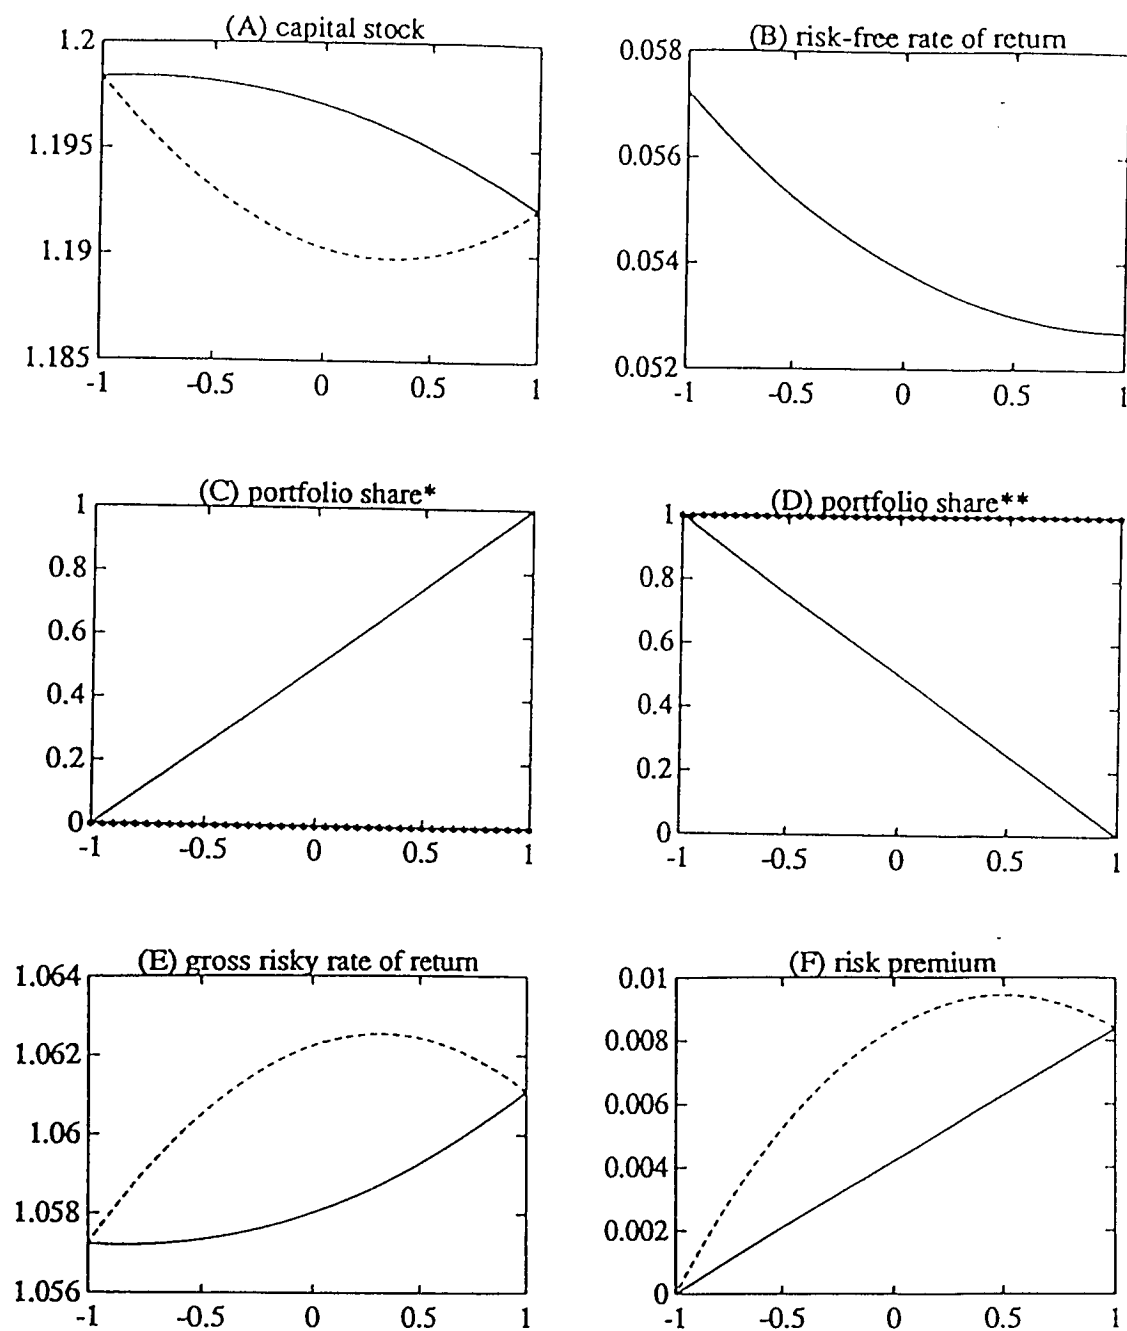 (A) capital stock
1.2
1.195
1.19
1.185
-1 -0.5 0 0.5 1
(B) risk-free rate of return
0.058
0.056
0.054
0.052
-1 -0.5 0 0.5 1
(C) portfolio share*
1
0.8
0.6
0.4
0.2
0
-1 -0.5 0 0.5 1
(D) portfolio share**
1
0.8
0.6
0.4
0.2
0
-1 -0.5 0 0.5 1
(E) gross risky rate of return
1.064
1.062
1.06
1.058
1.056
-1 -0.5 0 0.5 1
(F) risk premium
0.01
0.008
0.006
0.004
0.002
0
-1 -0.5 0 0.5 1